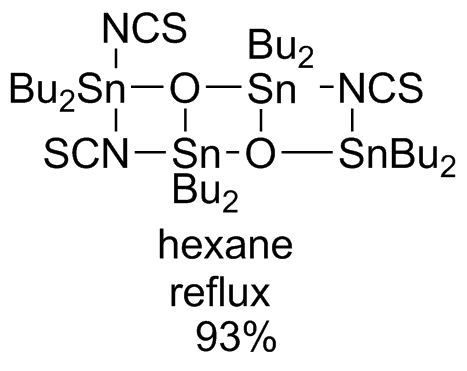 NCS
Bu2
Bu2Sn O Sn NCS
SCN Sn O SnBu2
Bu2
hexane
reflux
93%